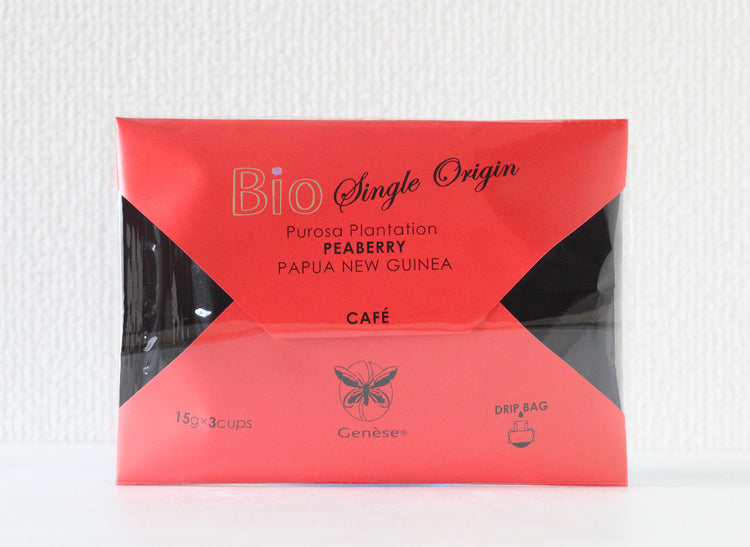 Bio Single Origin
Purosa Plantation
PEABERRY
PAPUA NEW GUINEA
CAFÉ
15g×3cups
Genèse®
DRIP BAG